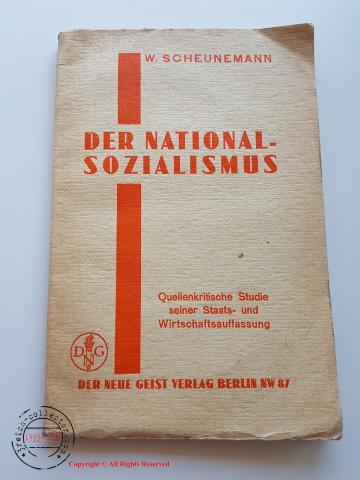 W. SCHEUNEMANN
DER NATIONAL-
SOZIALISMUS
Quellenkritische Studie
seiner Staats- und
Wirtschaftsauffassung
D N G
DER NEUE GEIST VERLAG BERLIN NW 87
Copyright © All Rights Reserved